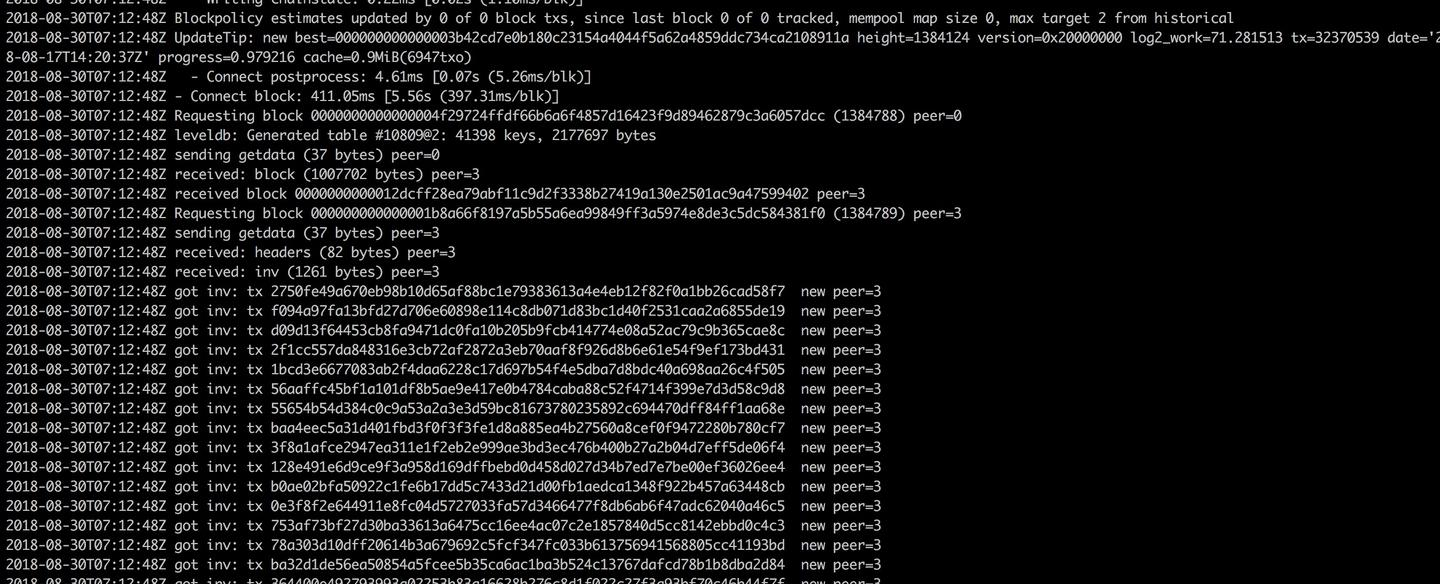 Writing chainstate: 0.22ms [0.02s (1.10ms/blk)]
2018-08-30T07:12:48Z Blockpolicy estimates updated by 0 of 0 block txs, since last block 0 of 0 tracked, mempool map size 0, max target 2 from historical
2018-08-30T07:12:48Z UpdateTip: new best=000000000000003b42cd7e0b180c23154a4044f5a62a4859ddc734ca2108911a height=1384124 version=0x20000000 log2_work=71.281513 tx=32370539 date='2
8-08-17T14:20:37Z' progress=0.979216 cache=0.9MiB(6947txo)
2018-08-30T07:12:48Z   - Connect postprocess: 4.61ms [0.07s (5.26ms/blk)]
2018-08-30T07:12:48Z - Connect block: 411.05ms [5.56s (397.31ms/blk)]
2018-08-30T07:12:48Z Requesting block 0000000000000004f29724ffdf66b6a6f4857d16423f9d89462879c3a6057dcc (1384788) peer=0
2018-08-30T07:12:48Z leveldb: Generated table #10809@2: 41398 keys, 2177697 bytes
2018-08-30T07:12:48Z sending getdata (37 bytes) peer=0
2018-08-30T07:12:48Z received: block (1007702 bytes) peer=3
2018-08-30T07:12:48Z received block 0000000000012dcff28ea79abf11c9d2f3338b27419a130e2501ac9a47599402 peer=3
2018-08-30T07:12:48Z Requesting block 000000000000001b8a66f8197a5b55a6ea99849ff3a5974e8de3c5dc584381f0 (1384789) peer=3
2018-08-30T07:12:48Z sending getdata (37 bytes) peer=3
2018-08-30T07:12:48Z received: headers (82 bytes) peer=3
2018-08-30T07:12:48Z received: inv (1261 bytes) peer=3
2018-08-30T07:12:48Z got inv: tx 2750fe49a670eb98b10d65af88bc1e79383613a4e4eb12f82f0a1bb26cad58f7  new peer=3
2018-08-30T07:12:48Z got inv: tx f094a97fa13bfd27d706e60898e114c8db071d83bc1d40f2531caa2a6855de19  new peer=3
2018-08-30T07:12:48Z got inv: tx d09d13f64453cb8fa9471dc0fa10b205b9fcb414774e08a52ac79c9b365cae8c  new peer=3
2018-08-30T07:12:48Z got inv: tx 2f1cc557da848316e3cb72af2872a3eb70aaf8f926d8b6e61e54f9ef173bd431  new peer=3
2018-08-30T07:12:48Z got inv: tx 1bcd3e6677083ab2f4daa6228c17d697b54f4e5dba7d8bdc40a698aa26c4f505  new peer=3
2018-08-30T07:12:48Z got inv: tx 56aaffc45bf1a101df8b5ae9e417e0b4784caba88c52f4714f399e7d3d58c9d8  new peer=3
2018-08-30T07:12:48Z got inv: tx 55654b54d384c0c9a53a2a3e3d59bc81673780235892c694470dff84ff1aa68e  new peer=3
2018-08-30T07:12:48Z got inv: tx baa4eec5a31d401fbd3f0f3f3fe1d8a885ea4b27560a8cef0f9472280b780cf7  new peer=3
2018-08-30T07:12:48Z got inv: tx 3f8a1afce2947ea311e1f2eb2e999ae3bd3ec476b400b27a2b04d7eff5de06f4  new peer=3
2018-08-30T07:12:48Z got inv: tx 128e491e6d9ce9f3a958d169dffbebd0d458d027d34b7ed7e7be00ef36026ee4  new peer=3
2018-08-30T07:12:48Z got inv: tx b0ae02bfa50922c1fe6b17dd5c7433d21d00fb1aedca1348f922b457a63448cb  new peer=3
2018-08-30T07:12:48Z got inv: tx 0e3f8f2e644911e8fc04d5727033fa57d3466477f8db6ab6f47adc62040a46c5  new peer=3
2018-08-30T07:12:48Z got inv: tx 753af73bf27d30ba33613a6475cc16ee4ac07c2e1857840d5cc8142ebbd0c4c3  new peer=3
2018-08-30T07:12:48Z got inv: tx 78a303d10dff20614b3a679692c5fcf347fc033b613756941568805cc41193bd  new peer=3
2018-08-30T07:12:48Z got inv: tx ba32d1de56ea50854a5fcee5b35ca6ac1ba3b524c13767dafcd78b1b8dba2d84  new peer=3
2018-08-30T07:12:48Z got inv: tx new peer=3